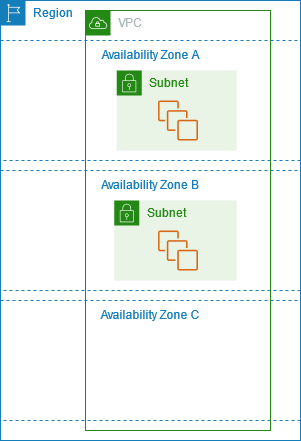 Region
VPC
Availability Zone A
Subnet
Availability Zone B
Subnet
Availability Zone C